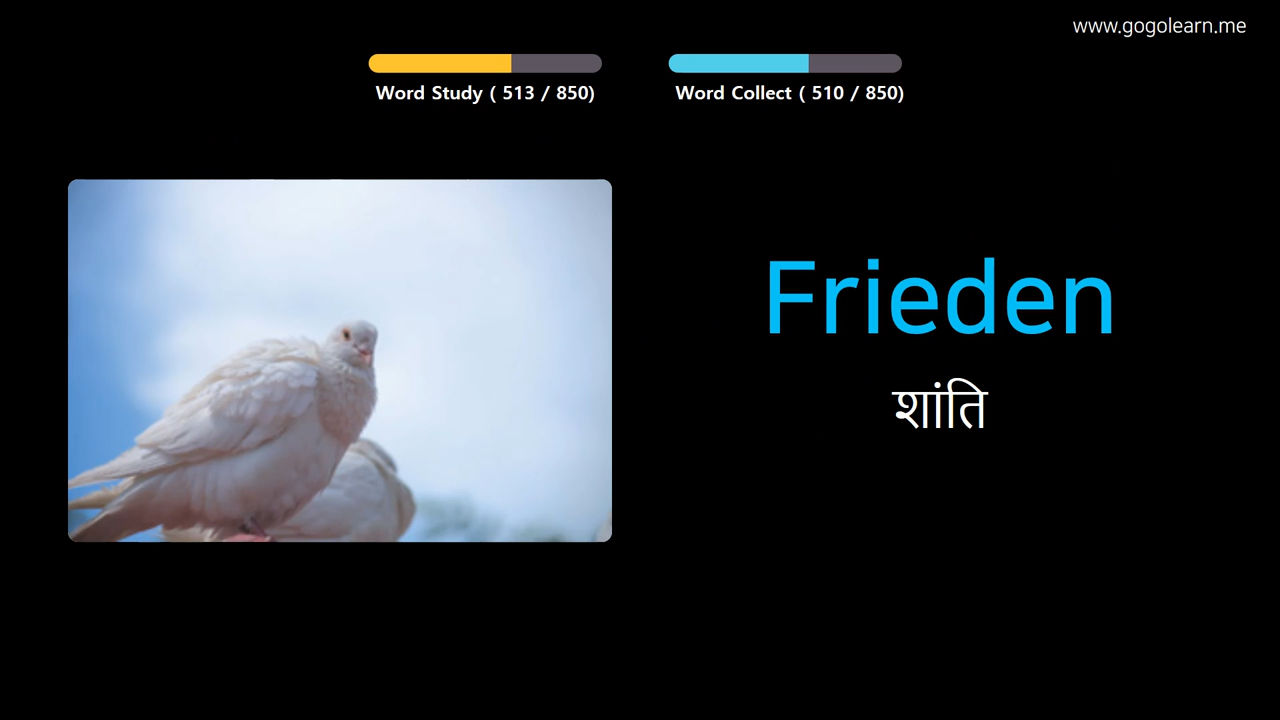 www.gogolearn.me
Word Study ( 513 / 850)
Word Collect ( 510 / 850)
Frieden
शांति